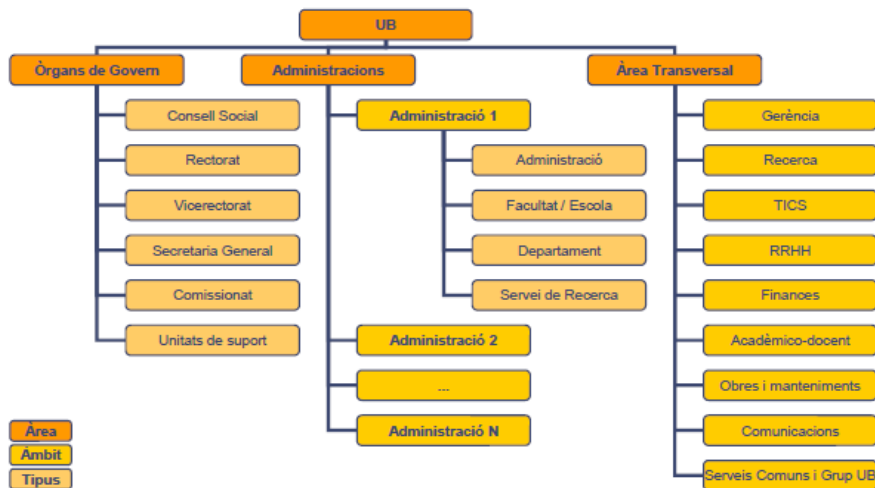 UB
Òrgans de Govern
Administracions
Àrea Transversal
Consell Social
Rectorat
Vicerectorat
Secretaria General
Comissionat
Unitats de suport
Administració 1
Administració
Facultat / Escola
Departament
Servei de Recerca
Administració 2
...
Administració N
Gerència
Recerca
TICS
RRHH
Finances
Acadèmico-docent
Obres i manteniments
Comunicacions
Serveis Comuns i Grup UB
Àrea
Àmbit
Tipus